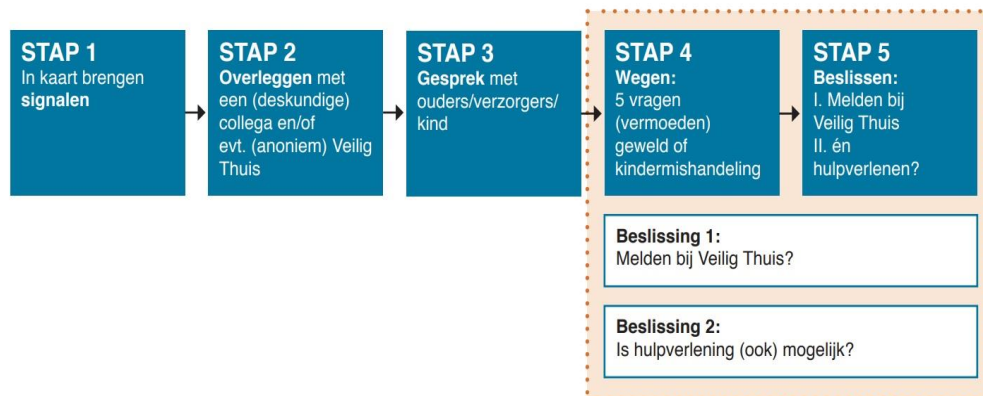 STAP 1
In kaart brengen
signalen
STAP 2
Overleggen met
een (deskundige)
collega en/of
evt. (anoniem) Veilig
Thuis
STAP 3
Gesprek met
ouders/verzorgers/
kind
STAP 4
Wegen:
5 vragen
(vermoeden)
geweld of
kindermishandeling
STAP 5
Beslissen:
I. Melden bij
Veilig Thuis
II. én
hulpverlenen?
Beslissing 1:
Melden bij Veilig Thuis?
Beslissing 2:
Is hulpverlening (ook) mogelijk?